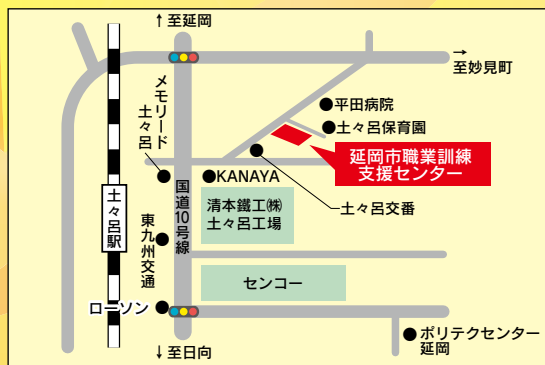 ↑至延岡
→
至妙見町
メモリード
土々呂
平田病院
土々呂保育園
延岡市職業訓練
支援センター
KANAYA
土々呂交番
国道10号線
清本鐵工㈱
土々呂工場
土々呂駅
東九州交通
センコー
ローソン
ポリテクセンター
延岡
↓至日向